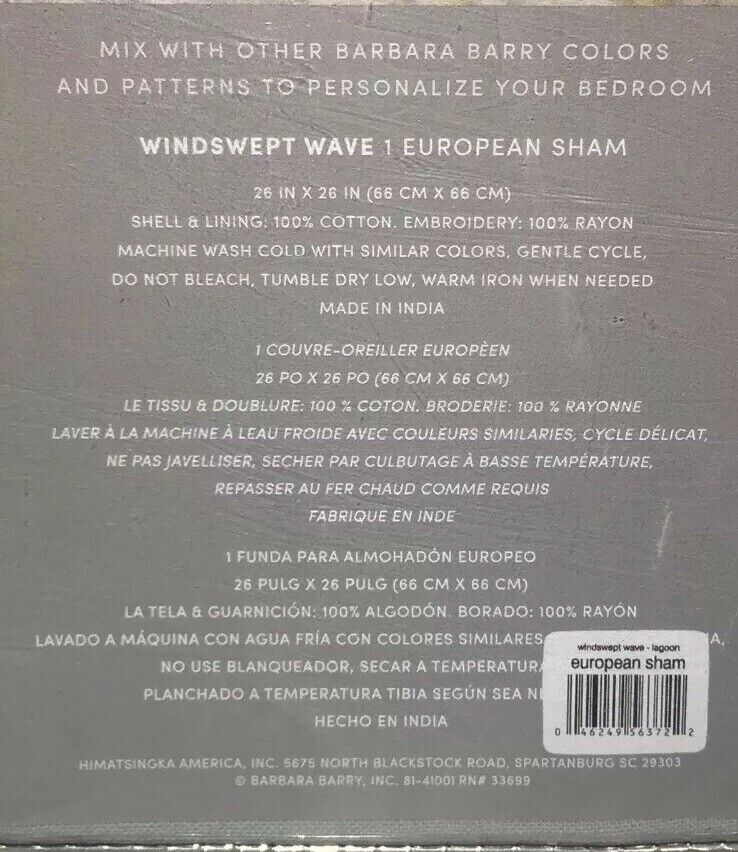 MIX WITH OTHER BARBARA BARRY COLORS
AND PATTERNS TO PERSONALIZE YOUR BEDROOM
WINDSWEPT WAVE 1 EUROPEAN SHAM
26 IN X 26 IN (66 CM X 66 CM)
SHELL & LINING: 100% COTTON. EMBROIDERY: 100% RAYON
MACHINE WASH COLD WITH SIMILAR COLORS, GENTLE CYCLE,
DO NOT BLEACH, TUMBLE DRY LOW, WARM IRON WHEN NEEDED
MADE IN INDIA
1 COUVRE-OREILLER EUROPÈEN
26 PO X 26 PO (66 CM X 66 CM)
LE TISSU & DOUBLURE: 100 % COTON. BRODERIE: 100 % RAYONNE
LAVER À LA MACHINE À LEAU FROIDE AVEC COULEURS SIMILARIES, CYCLE DÉLICAT,
NE PAS JAVELLISER, SECHER PAR CULBUTAGE À BASSE TEMPÉRATURE,
REPASSER AU FER CHAUD COMME REQUIS
FABRIQUE EN INDE
1 FUNDA PARA ALMOHADÓN EUROPEO
26 PULG X 26 PULG (66 CM X 66 CM)
LA TELA & GUARNICIÓN: 100% ALGODÓN. BORADO: 100% RAYÓN
LAVADO A MÁQUINA CON AGUA FRÍA CON COLORES SIMILARES
NO USE BLANQUEADOR, SECAR A TEMPERATURA
PLANCHADO A TEMPERATURA TIBIA SEGÚN SEA
HECHO EN INDIA
windswept wave - lagoon
european sham
0 46249 56372 2
HIMATSINGKA AMERICA, INC. 5675 NORTH BLACKSTOCK ROAD, SPARTANBURG SC 29303
© BARBARA BARRY, INC. 81-41001 RN# 33699